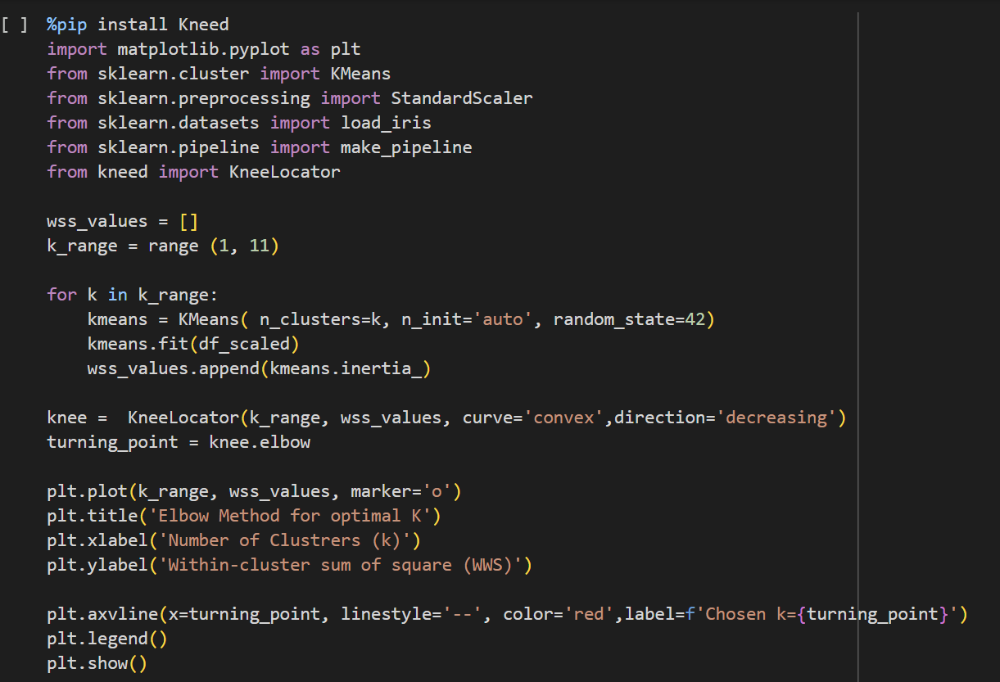 [ ] %pip install Kneed
import matplotlib.pyplot as plt
from sklearn.cluster import KMeans
from sklearn.preprocessing import StandardScaler
from sklearn.datasets import load_iris
from sklearn.pipeline import make_pipeline
from kneed import KneeLocator

wss_values = []
k_range = range (1, 11)

for k in k_range:
    kmeans = KMeans( n_clusters=k, n_init='auto', random_state=42)
    kmeans.fit(df_scaled)
    wss_values.append(kmeans.inertia_)

knee =  KneeLocator(k_range, wss_values, curve='convex',direction='decreasing')
turning_point = knee.elbow

plt.plot(k_range, wss_values, marker='o')
plt.title('Elbow Method for optimal K')
plt.xlabel('Number of Clustrers (k)')
plt.ylabel('Within-cluster sum of square (WWS)')

plt.axvline(x=turning_point, linestyle='--', color='red',label=f'Chosen k={turning_point}')
plt.legend()
plt.show()